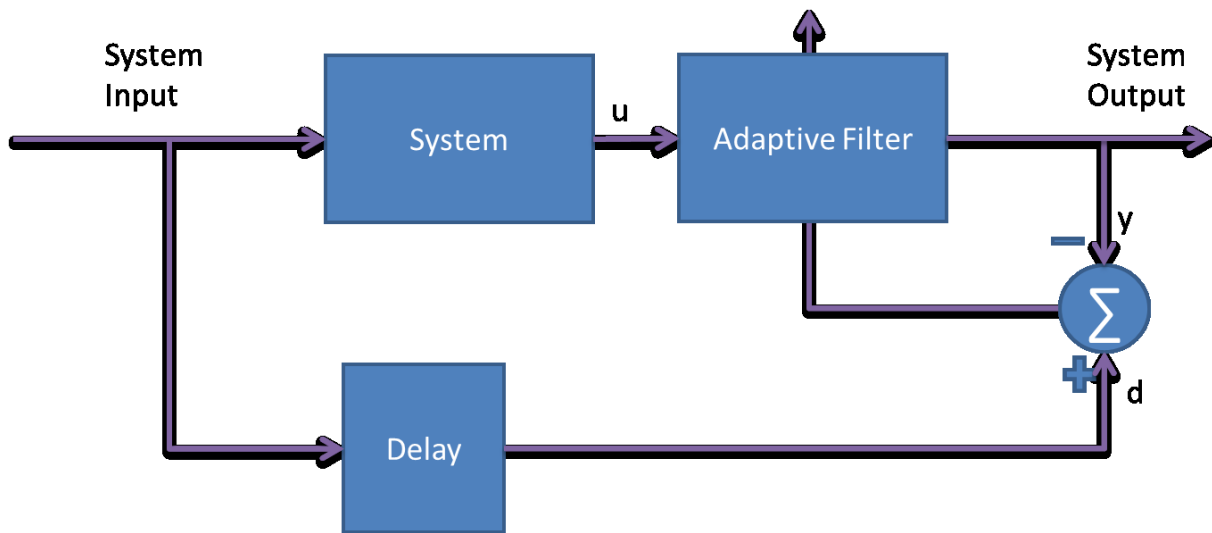 System
Input
System
u
Adaptive Filter
System
Output
y
−
Σ
+
d
Delay